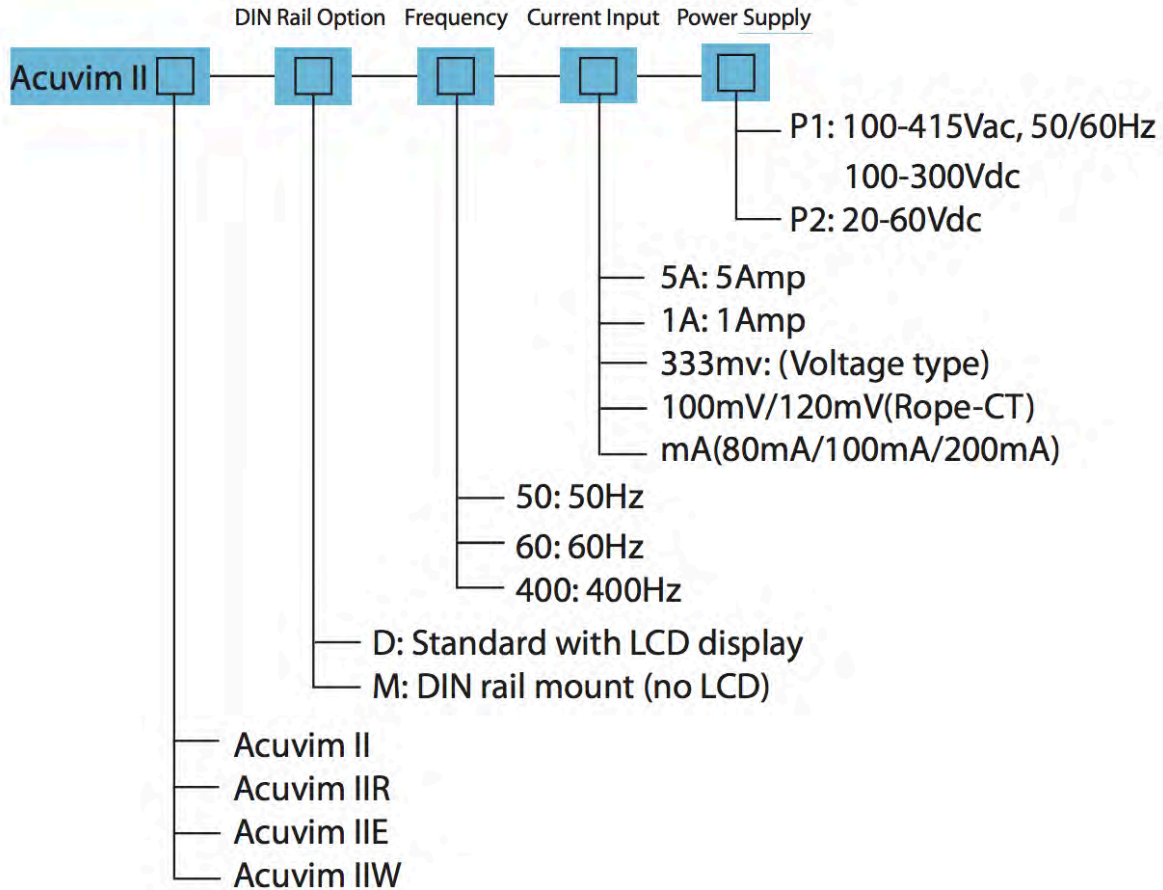 DIN Rail Option Frequency Current Input Power Supply
Acuvim II
P1: 100-415Vac, 50/60Hz
100-300Vdc
P2: 20-60Vdc
5A: 5Amp
1A: 1Amp
333mv: (Voltage type)
100mV/120mV(Rope-CT)
mA(80mA/100mA/200mA)
50: 50Hz
60: 60Hz
400: 400Hz
D: Standard with LCD display
M: DIN rail mount (no LCD)
Acuvim II
Acuvim IIR
Acuvim IIE
Acuvim IIW